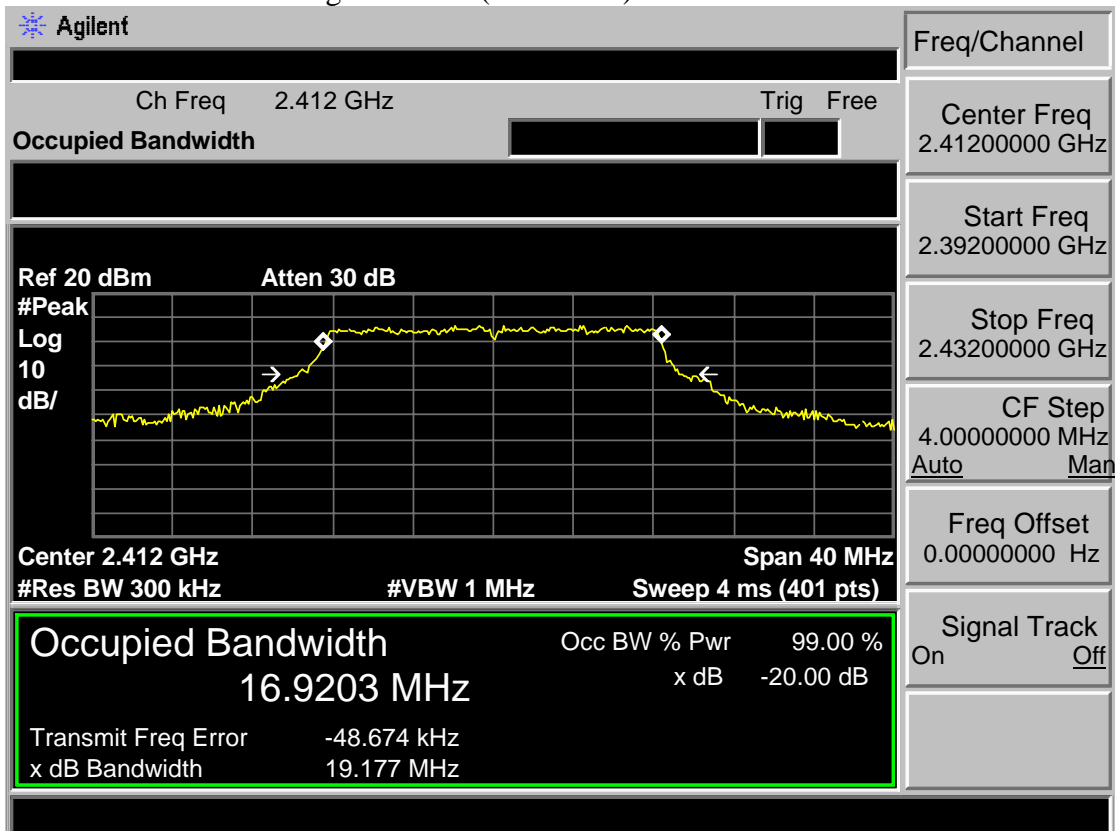 Agilent
Freq/Channel
Ch Freq 2.412 GHz Trig Free
Occupied Bandwidth
Center Freq
2.41200000 GHz
Start Freq
2.39200000 GHz
Stop Freq
2.43200000 GHz
CF Step
4.00000000 MHz
Auto Man
Freq Offset
0.00000000 Hz
Signal Track
On Off
Ref 20 dBm Atten 30 dB
#Peak
Log
10
dB/
Center 2.412 GHz Span 40 MHz
#Res BW 300 kHz #VBW 1 MHz Sweep 4 ms (401 pts)
Occupied Bandwidth Occ BW % Pwr 99.00 %
16.9203 MHz x dB -20.00 dB
Transmit Freq Error -48.674 kHz
x dB Bandwidth 19.177 MHz